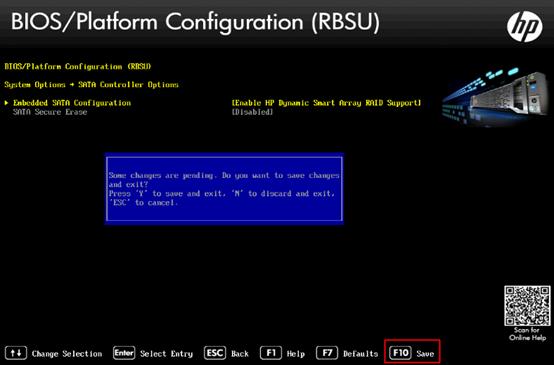 BIOS/Platform Configuration (RBSU)
hp
BIOS/Platform Configuration (RBSU)
System Options → SATA Controller Options
Embedded SATA Configuration [Enable HP Dynamic Smart Array RAID Support]
SATA Secure Erase [Disabled]
Some changes are pending. Do you want to save changes
and exit?
Press 'Y' to save and exit, 'N' to discard and exit,
'ESC' to cancel.
Scan for
Online Help
↑↓ Change Selection Enter Select Entry ESC Back F1 Help F7 Defaults F10 Save